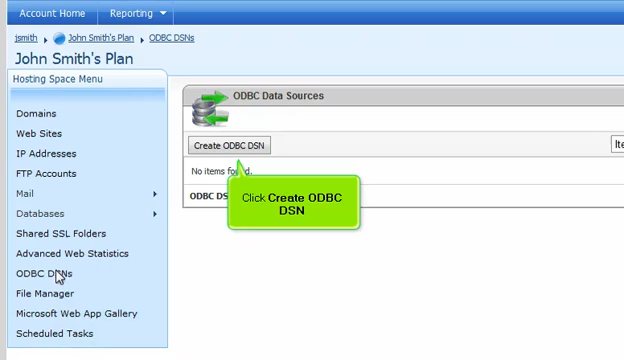 Account Home Reporting
jsmith John Smith's Plan ODBC DSNs
John Smith's Plan
Hosting Space Menu
Domains
Web Sites
IP Addresses
FTP Accounts
Mail
Databases
Shared SSL Folders
Advanced Web Statistics
ODBC DSNs
File Manager
Microsoft Web App Gallery
Scheduled Tasks
ODBC Data Sources
Create ODBC DSN
No items
ODBC
Click Create ODBC
DSN